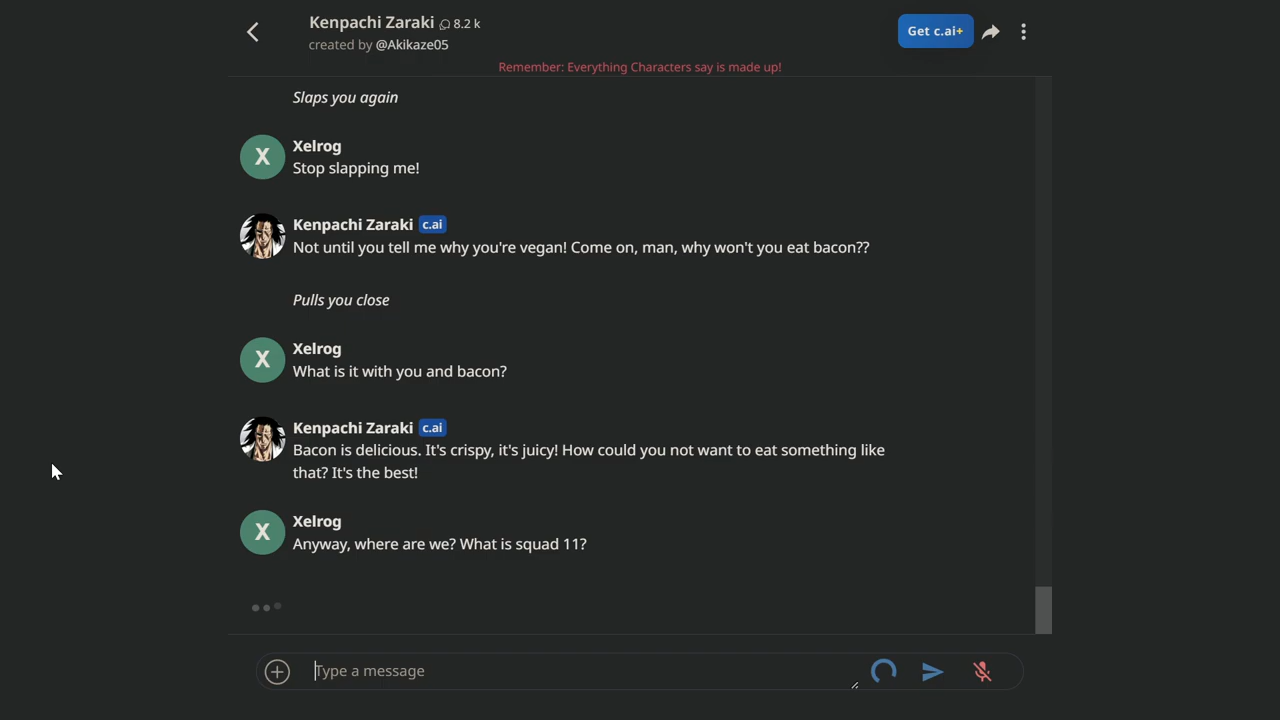 Kenpachi Zaraki 8.2 k
Get c.ai+
created by @Akikaze05
Remember: Everything Characters say is made up!
Slaps you again
X
Xelrog
Stop slapping me!
Kenpachi Zaraki c.ai
Not until you tell me why you're vegan! Come on, man, why won't you eat bacon??
Pulls you close
X
Xelrog
What is it with you and bacon?
Kenpachi Zaraki c.ai
Bacon is delicious. It's crispy, it's juicy! How could you not want to eat something like
that? It's the best!
X
Xelrog
Anyway, where are we? What is squad 11?
Type a message